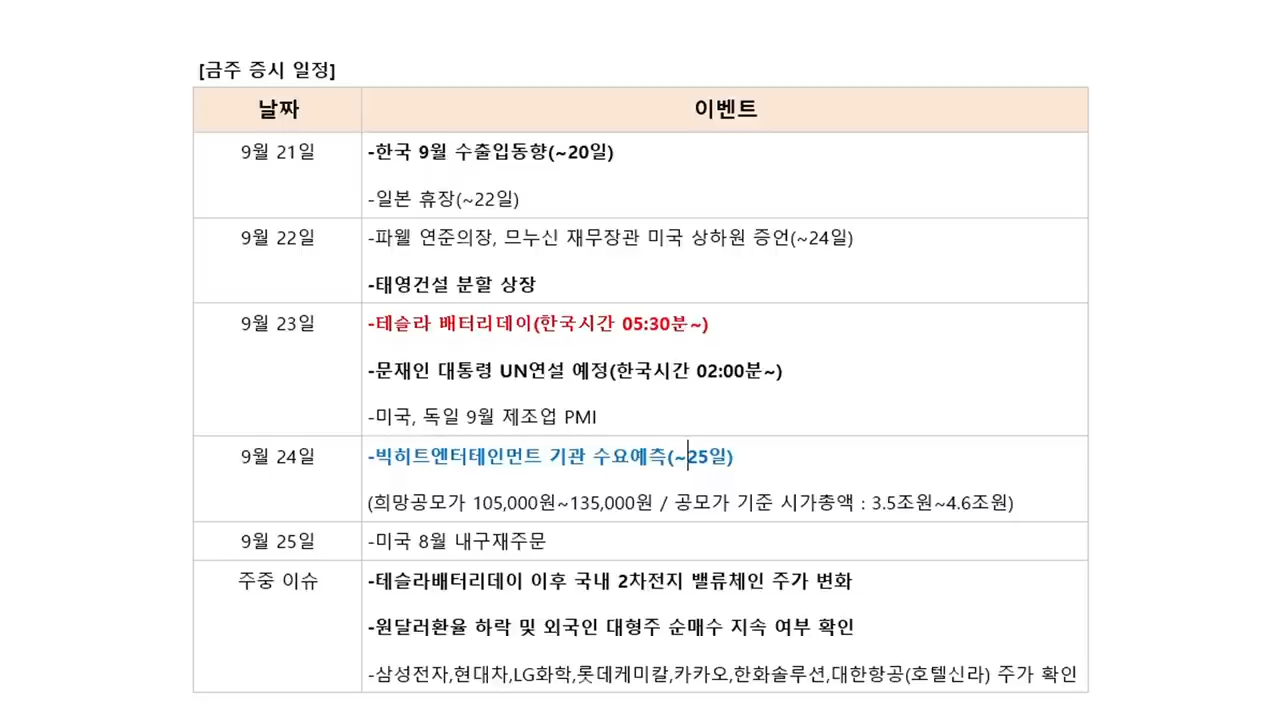 [금주 증시 일정]
날짜 이벤트
9월 21일 -한국 9월 수출입동향(~20일)
-일본 휴장(~22일)
9월 22일 -파웰 연준의장, 므누신 재무장관 미국 상하원 증언(~24일)
-태영건설 분할 상장
9월 23일 -테슬라 배터리데이(한국시간 05:30분~)
-문재인 대통령 UN연설 예정(한국시간 02:00분~)
-미국, 독일 9월 제조업 PMI
9월 24일 -빅히트엔터테인먼트 기관 수요예측(~25일)
(희망공모가 105,000원~135,000원 / 공모가 기준 시가총액 : 3.5조원~4.6조원)
9월 25일 -미국 8월 내구재주문
주중 이슈 -테슬라배터리데이 이후 국내 2차전지 밸류체인 주가 변화
-원달러환율 하락 및 외국인 대형주 순매수 지속 여부 확인
-삼성전자,현대차,LG화학,롯데케미칼,카카오,한화솔루션,대한항공(호텔신라) 주가 확인